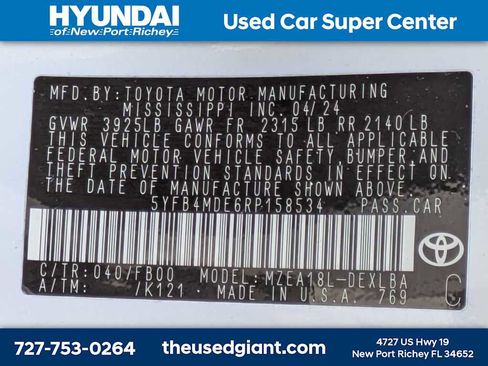 HYUNDAI
of New Port Richey
Used Car Super Center
MFD. BY: TOYOTA MOTOR MANUFACTURING
MISSISSIPPI INC. 04/24
GVWR 3925LB GAWR FR 2315LB RR 2140LB
THIS VEHICLE CONFORMS TO ALL APPLICABLE
FEDERAL MOTOR VEHICLE SAFETY, BUMPER, AND
THEFT PREVENTION STANDARDS IN EFFECT ON
THE DATE OF MANUFACTURE SHOWN ABOVE.
5YFB4MDE6RP158534 PASS. CAR
TOYOTA
C/TR: 040/FB00 MODEL: MZEA18L-DEXLBA
A/TM: /K121 MADE IN U.S.A. 769
C
727-753-0264
theusedgiant.com
4727 US Hwy 19
New Port Richey FL 34652